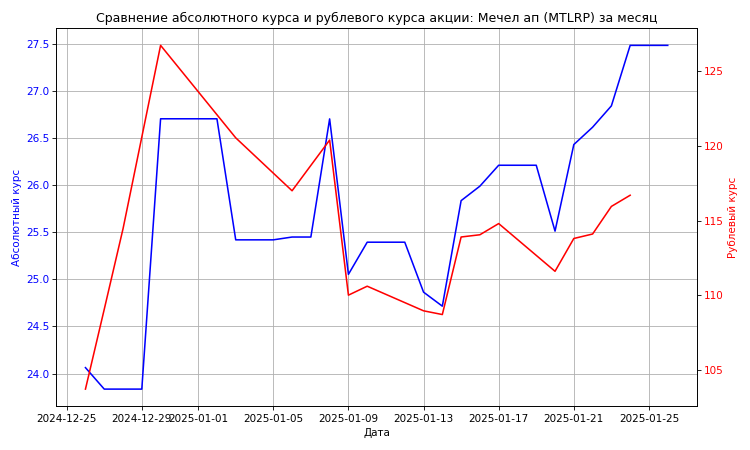 Сравнение абсолютного курса и рублевого курса акции: Мечел ап (MTLRP) за месяц
27.5
27.0
26.5
26.0
25.5
25.0
24.5
24.0
Абсолютный курс
125
120
115
110
105
Рублевый курс
2024-12-25 2024-12-29 2025-01-01 2025-01-05 2025-01-09 2025-01-13 2025-01-17 2025-01-21 2025-01-25
Дата